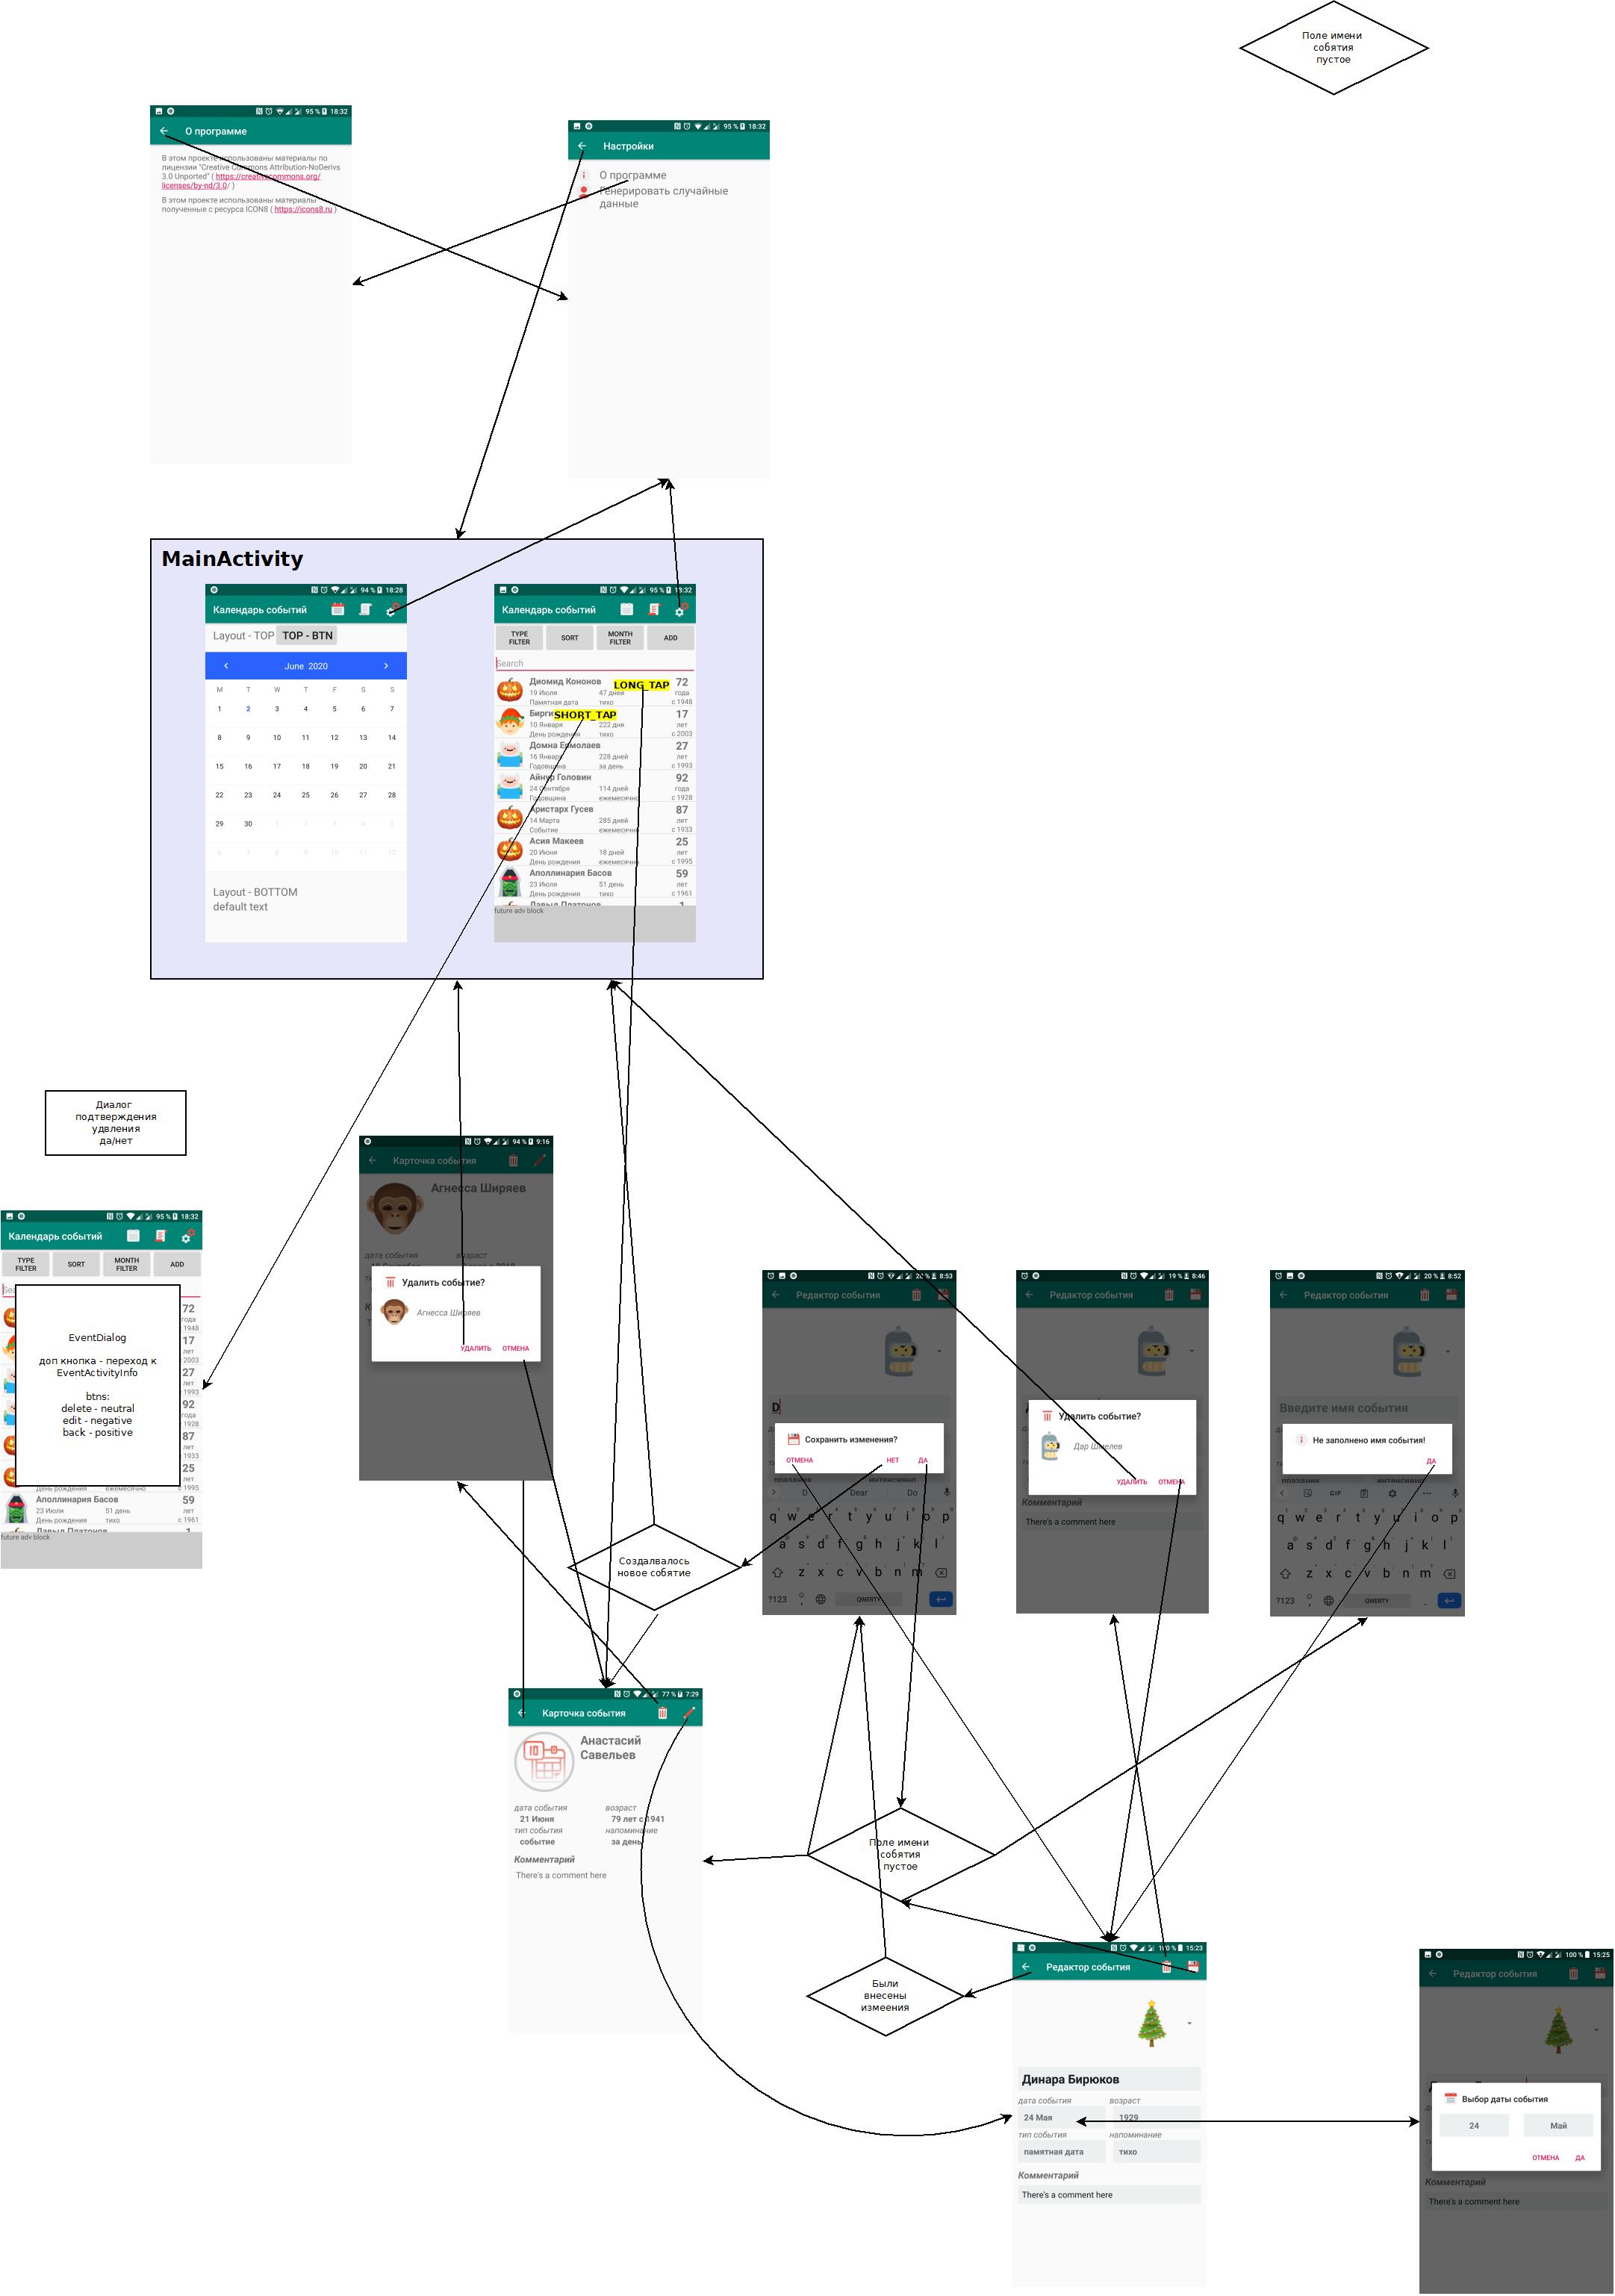 Поле имени
собятия
пустое
95 % 18:32
О программе
В этом проекте использованы материалы по
лицензии "Creative Commons Attribution-NoDerivs
3.0 Unported" ( https://creativecommons.org/
licenses/by-nd/3.0/ )
В этом проекте использованы материалы
полученные с ресурса ICON8 ( https://icons8.ru )
95 % 18:32
Настройки
О программе
Генерировать случайные
данные
MainActivity
94 % 18:28
Календарь событий
Layout - TOP TOP - BTN
June 2020
M T W T F S S
1 2 3 4 5 6 7
8 9 10 11 12 13 14
15 16 17 18 19 20 21
22 23 24 25 26 27 28
29 30 1 2 3 4 5
6 7 8 9 10 11 12
Layout - BOTTOM
default text
95 % 18:32
Календарь событий
TYPE FILTER SORT MONTH FILTER ADD
Search
Диомид Кононов LONG_TAP 72
19 Июля 47 дней года
Памятная дата тихо с 1948
Бирги SHORT_TAP 17
10 Января 222 дня лет
День рождения тихо с 2003
Домна Ермолаев 27
16 Января 228 дней лет
Годовщина за день с 1993
Айнур Головин 92
24 Сентября 114 дней года
Годовщина ежемесячно с 1928
Аристарх Гусев 87
14 Марта 285 дней лет
Событие ежемесячно с 1933
Асия Макеев 25
20 Июня 18 дней лет
День рождения ежемесячно с 1995
Аполлинария Басов 59
23 Июля 51 день лет
День рождения тихо с 1961
Давыд Платонов 1
future adv block
Диалог
подтверждения
удвления
да/нет
95 % 18:32
Календарь событий
TYPE FILTER SORT MONTH FILTER ADD
Sea
72
года
1948
17
лет
2003
27
лет
1993
92
года
1928
87
лет
1933
25
лет
День рождения ежемесячно с 1995
EventDialog
доп кнопка - переход к
EventActivityInfo
btns:
delete - neutral
edit - negative
back - positive
Аполлинария Басов 59
23 Июля 51 день лет
День рождения тихо с 1961
Давыд Платонов 1
future adv block
94 % 9:16
Карточка события
Агнесса Ширяев
дата события возраст
Удалить событие?
Агнесса Ширяев
УДАЛИТЬ ОТМЕНА
20 % 8:53
Редактор события
D
Сохранить изменения?
ОТМЕНА НЕТ ДА
праздник интенсивно
D Dear Do
q w e r t y u i o p
a s d f g h j k l
z x c v b n m
?123 QWERTY
19 % 8:46
Редактор события
Удалить событие?
Дар Шмелев
УДАЛИТЬ ОТМЕНА
Комментарий
There's a comment here
20 % 8:52
Редактор события
Введите имя события
Не заполнено имя события!
ДА
праздник интенсивно
GIF
q w e r t y u i o p
a s d f g h j k l
z x c v b n m
?123 QWERTY
Создалвалось
новое собятие
77 % 7:29
Карточка события
Анастасий
Савельев
дата события возраст
21 Июня 79 лет с 1941
тип события напоминание
событие за день
Комментарий
There's a comment here
Поле имени
собятия
пустое
Были
внесены
измеения
100 % 15:23
Редактор события
Динара Бирюков
дата события возраст
24 Мая 1929
тип события напоминание
памятная дата тихо
Комментарий
There's a comment here
100 % 15:25
Редактор события
Выбор даты события
24 Май
ОТМЕНА ДА
Комментарий
There's a comment here